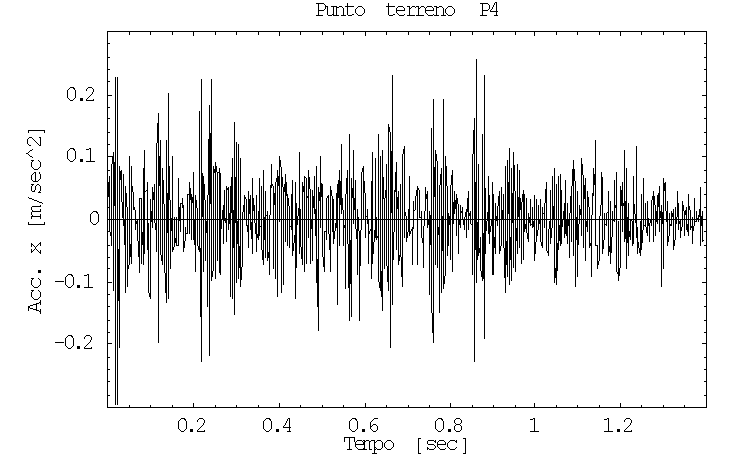 Punto terreno P4
Acc. x [m/sec^2]
0.2
0.1
0
-0.1
-0.2
0.2 0.4 0.6 0.8 1 1.2
Tempo [sec]